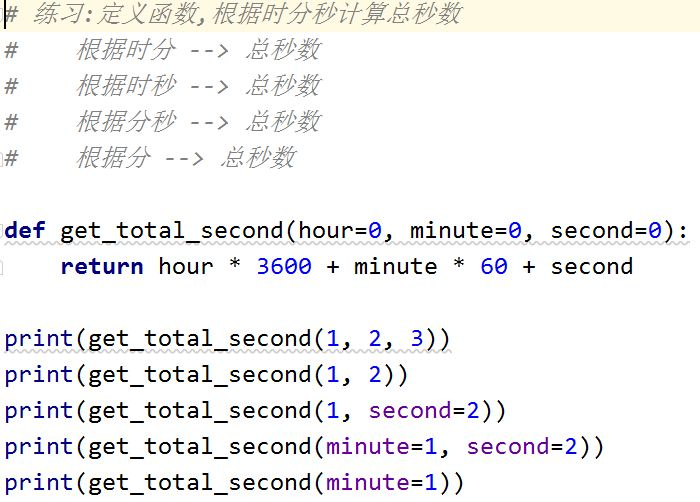 # 练习:定义函数,根据时分秒计算总秒数
#    根据时分 --> 总秒数
#    根据时秒 --> 总秒数
#    根据分秒 --> 总秒数
#    根据分 --> 总秒数
def get_total_second(hour=0, minute=0, second=0):
    return hour * 3600 + minute * 60 + second
print(get_total_second(1, 2, 3))
print(get_total_second(1, 2))
print(get_total_second(1, second=2))
print(get_total_second(minute=1, second=2))
print(get_total_second(minute=1))